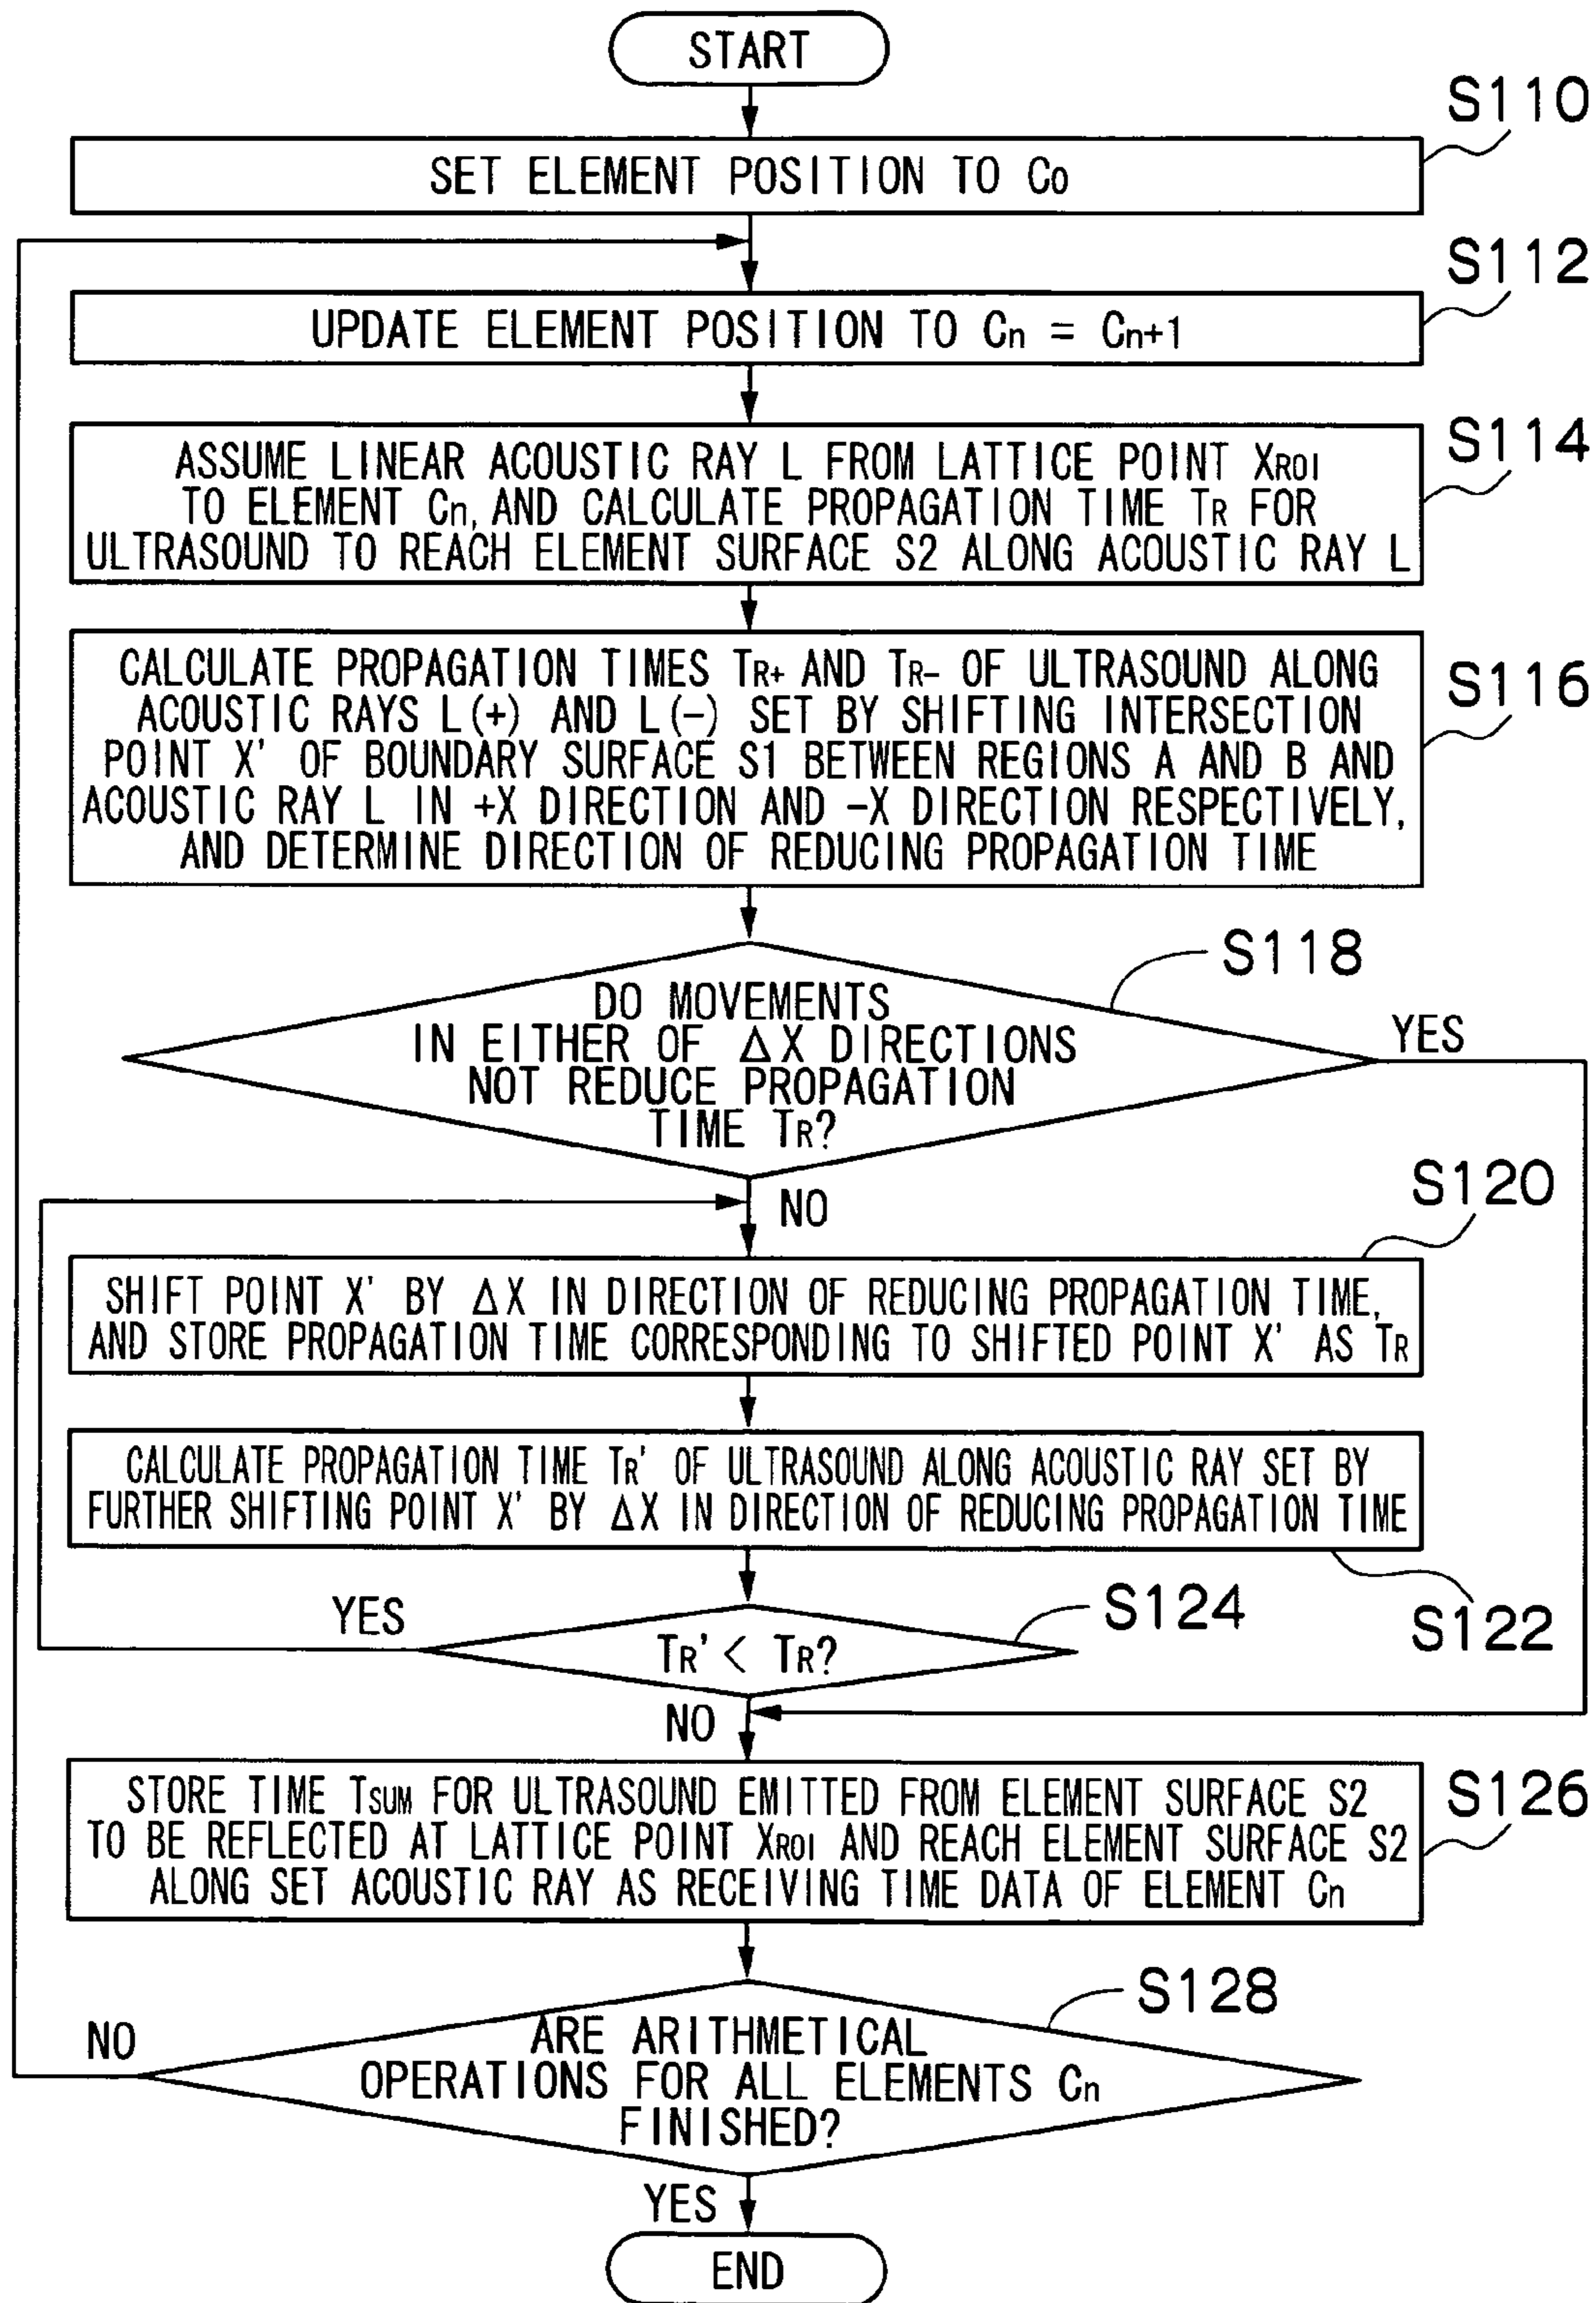 START
S110
SET ELEMENT POSITION TO C0
S112
UPDATE ELEMENT POSITION TO Cn = Cn+1
S114
ASSUME LINEAR ACOUSTIC RAY L FROM LATTICE POINT XROI
TO ELEMENT Cn, AND CALCULATE PROPAGATION TIME TR FOR
ULTRASOUND TO REACH ELEMENT SURFACE S2 ALONG ACOUSTIC RAY L
S116
CALCULATE PROPAGATION TIMES TR+ AND TR- OF ULTRASOUND ALONG
ACOUSTIC RAYS L(+) AND L(-) SET BY SHIFTING INTERSECTION
POINT X' OF BOUNDARY SURFACE S1 BETWEEN REGIONS A AND B AND
ACOUSTIC RAY L IN +X DIRECTION AND -X DIRECTION RESPECTIVELY,
AND DETERMINE DIRECTION OF REDUCING PROPAGATION TIME
S118
DO MOVEMENTS
IN EITHER OF ΔX DIRECTIONS
NOT REDUCE PROPAGATION
TIME TR?
YES
NO
S120
SHIFT POINT X' BY ΔX IN DIRECTION OF REDUCING PROPAGATION TIME,
AND STORE PROPAGATION TIME CORRESPONDING TO SHIFTED POINT X' AS TR
CALCULATE PROPAGATION TIME TR' OF ULTRASOUND ALONG ACOUSTIC RAY SET BY
FURTHER SHIFTING POINT X' BY ΔX IN DIRECTION OF REDUCING PROPAGATION TIME
S122
YES
S124
TR' < TR?
NO
S126
STORE TIME TSUM FOR ULTRASOUND EMITTED FROM ELEMENT SURFACE S2
TO BE REFLECTED AT LATTICE POINT XROI AND REACH ELEMENT SURFACE S2
ALONG SET ACOUSTIC RAY AS RECEIVING TIME DATA OF ELEMENT Cn
S128
NO
ARE ARITHMETICAL
OPERATIONS FOR ALL ELEMENTS Cn
FINISHED?
YES
END